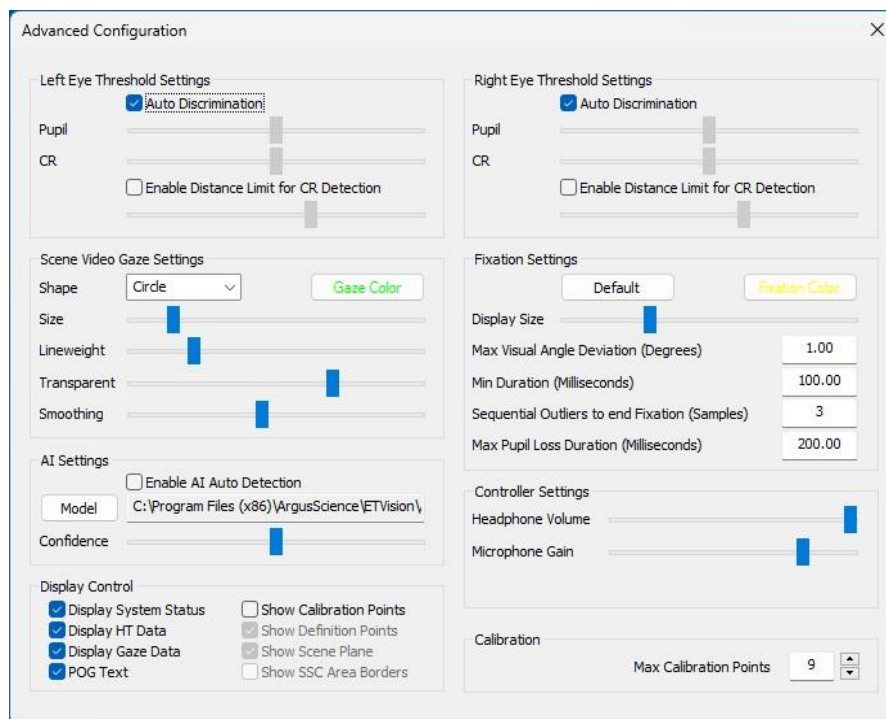 Advanced Configuration
Left Eye Threshold Settings
Auto Discrimination
Pupil
CR
Enable Distance Limit for CR Detection
Right Eye Threshold Settings
Auto Discrimination
Pupil
CR
Enable Distance Limit for CR Detection
Scene Video Gaze Settings
Shape Circle Gaze Color
Size
Lineweight
Transparent
Smoothing
Fixation Settings
Default Fixation Color
Display Size
Max Visual Angle Deviation (Degrees) 1.00
Min Duration (Milliseconds) 100.00
Sequential Outliers to end Fixation (Samples) 3
Max Pupil Loss Duration (Milliseconds) 200.00
AI Settings
Enable AI Auto Detection
Model C:\Program Files (x86)\ArgusScience\ETVision\
Confidence
Controller Settings
Headphone Volume
Microphone Gain
Display Control
Display System Status Show Calibration Points
Display HT Data Show Definition Points
Display Gaze Data Show Scene Plane
POG Text Show SSC Area Borders
Calibration
Max Calibration Points 9